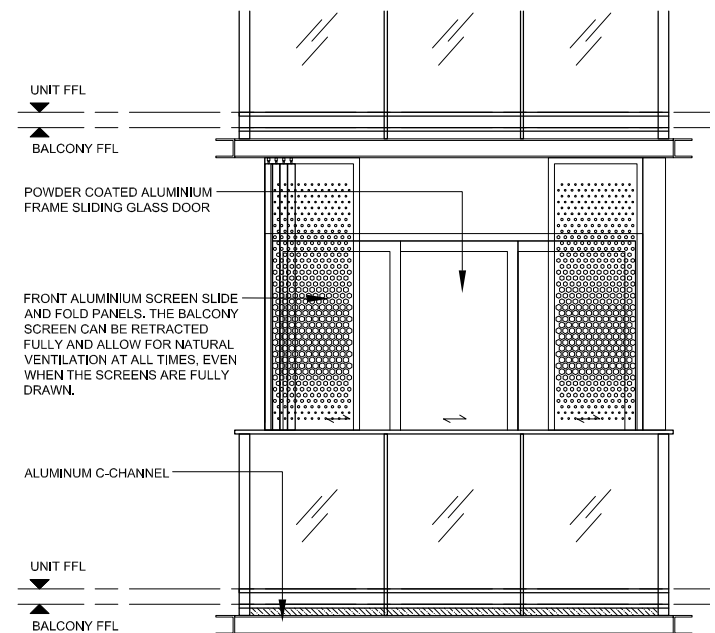 UNIT FFL
BALCONY FFL
POWDER COATED ALUMINIUM
FRAME SLIDING GLASS DOOR
FRONT ALUMINIUM SCREEN SLIDE
AND FOLD PANELS. THE BALCONY
SCREEN CAN BE RETRACTED
FULLY AND ALLOW FOR NATURAL
VENTILATION AT ALL TIMES, EVEN
WHEN THE SCREENS ARE FULLY
DRAWN.
ALUMINUM C-CHANNEL
UNIT FFL
BALCONY FFL